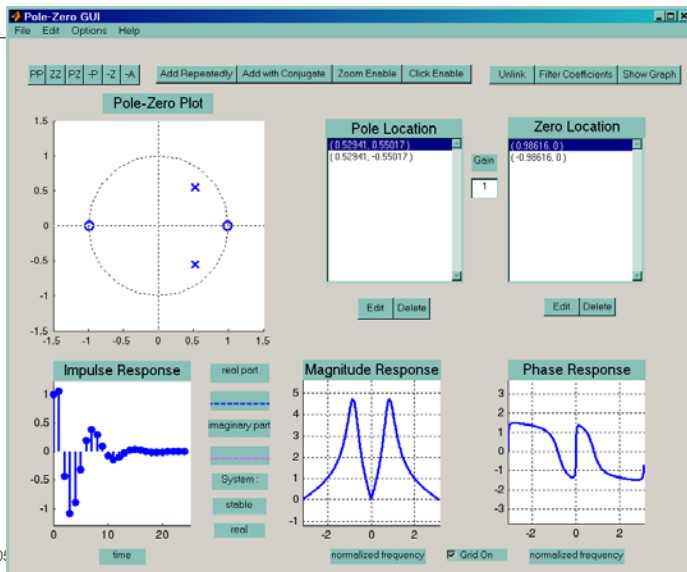 Pole-Zero GUI
File Edit Options Help
PP ZZ PZ -P -Z -A Add Repeatedly Add with Conjugate Zoom Enable Click Enable Unlink Filter Coefficients Show Graph
Pole-Zero Plot
1.5
1
0.5
0
-0.5
-1
-1.5
-1.5 -1 -0.5 0 0.5 1 1.5
Pole Location
( 0.52941, 0.55017 )
( 0.52941, -0.55017 )
Edit Delete
Gain
1
Zero Location
( 0.98616, 0 )
( -0.98616, 0 )
Edit Delete
Impulse Response
1
0.5
0
-0.5
-1
0 10 20
time
real part
imaginary part
System :
stable
real
Magnitude Response
5
4
3
2
1
0
-1
-2 0 2
normalized frequency
Grid On
Phase Response
3
2
1
0
-1
-2
-3
-2 0 2
normalized frequency